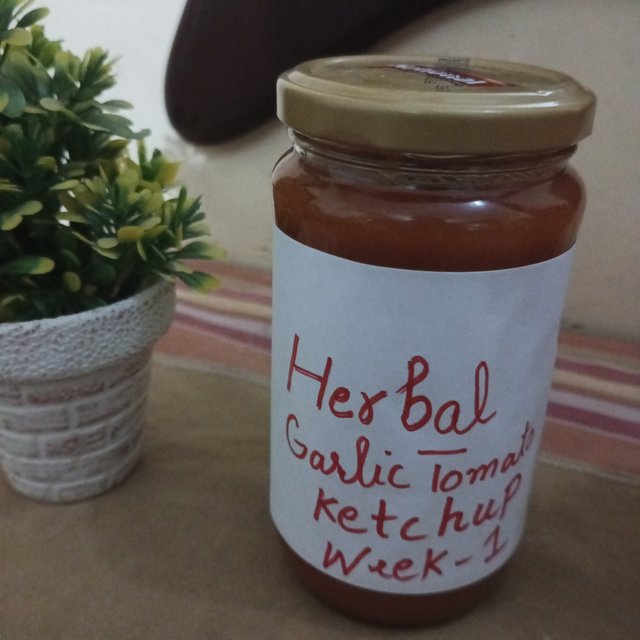 Herbal
Garlic Tomato
Ketchup
Week-1